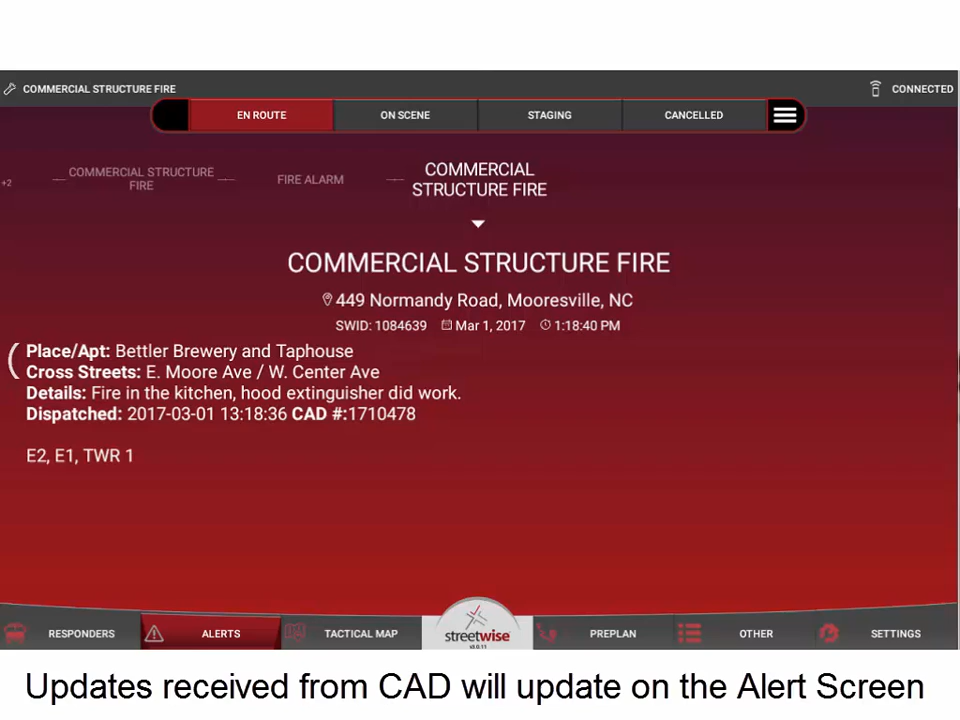 COMMERCIAL STRUCTURE FIRE
CONNECTED
EN ROUTE
ON SCENE
STAGING
CANCELLED
+2
COMMERCIAL STRUCTURE
FIRE
FIRE ALARM
COMMERCIAL
STRUCTURE FIRE
COMMERCIAL STRUCTURE FIRE
449 Normandy Road, Mooresville, NC
SWID: 1084639 Mar 1, 2017 1:18:40 PM
Place/Apt: Bettler Brewery and Taphouse
Cross Streets: E. Moore Ave / W. Center Ave
Details: Fire in the kitchen, hood extinguisher did work.
Dispatched: 2017-03-01 13:18:36 CAD #:1710478
E2, E1, TWR 1
RESPONDERS
ALERTS
TACTICAL MAP
streetwise
v3.0.11
PREPLAN
OTHER
SETTINGS
Updates received from CAD will update on the Alert Screen